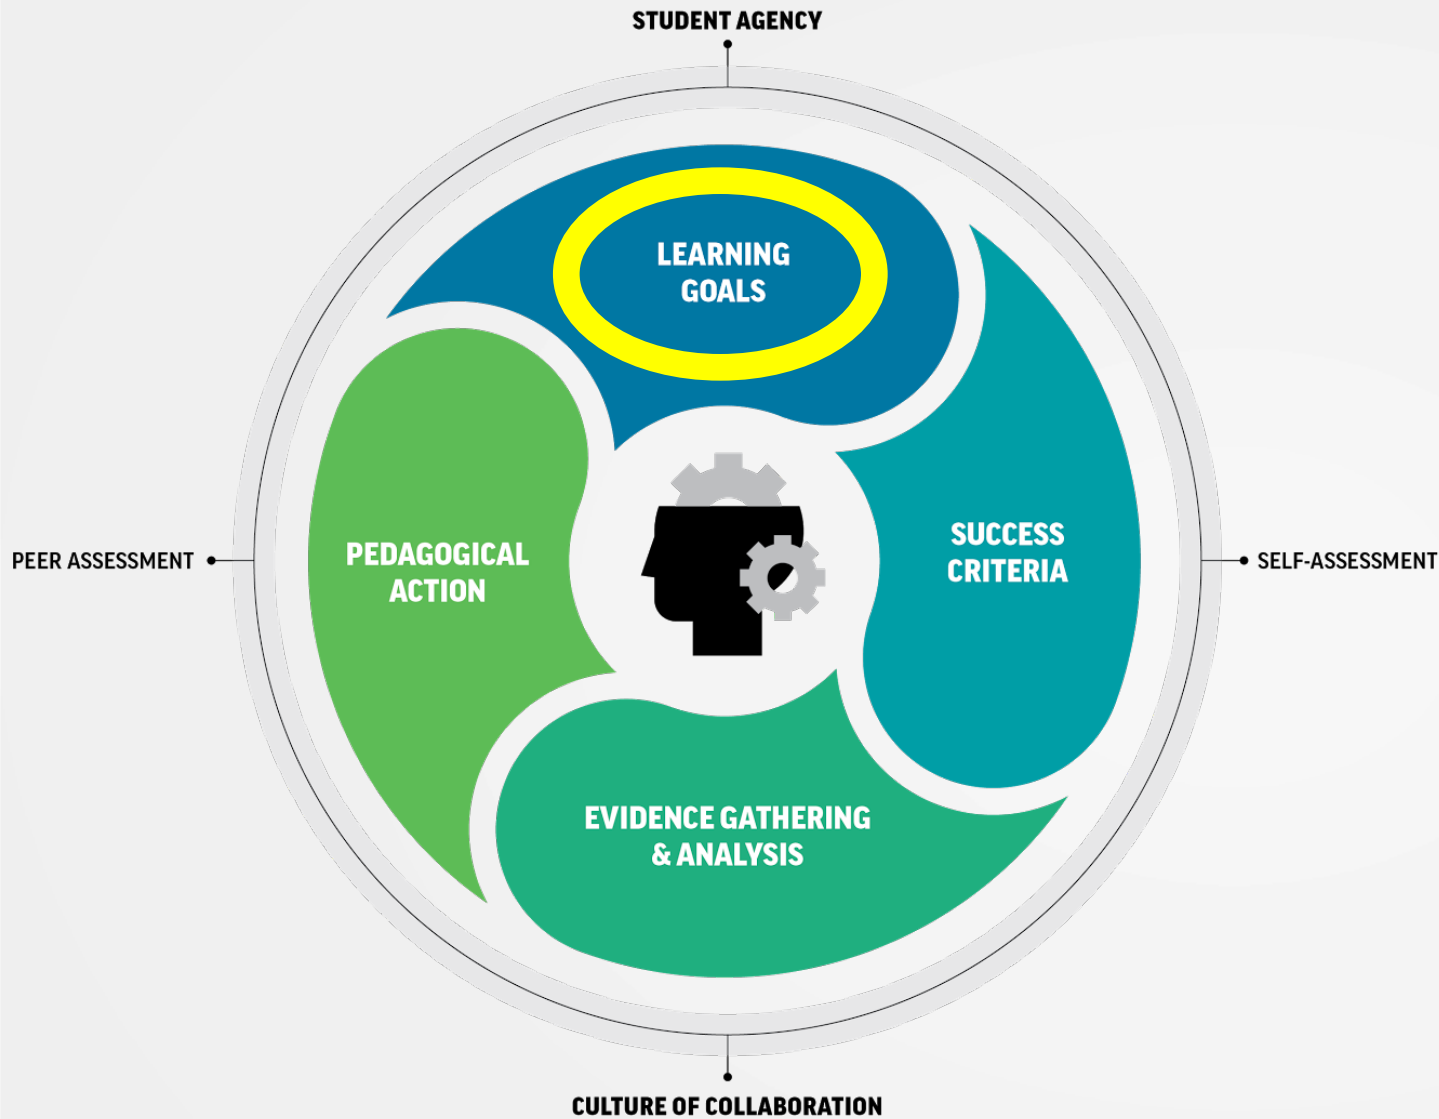 STUDENT AGENCY
LEARNING
GOALS
SUCCESS
CRITERIA
PEDAGOGICAL
ACTION
PEER ASSESSMENT
SELF-ASSESSMENT
EVIDENCE GATHERING
& ANALYSIS
CULTURE OF COLLABORATION